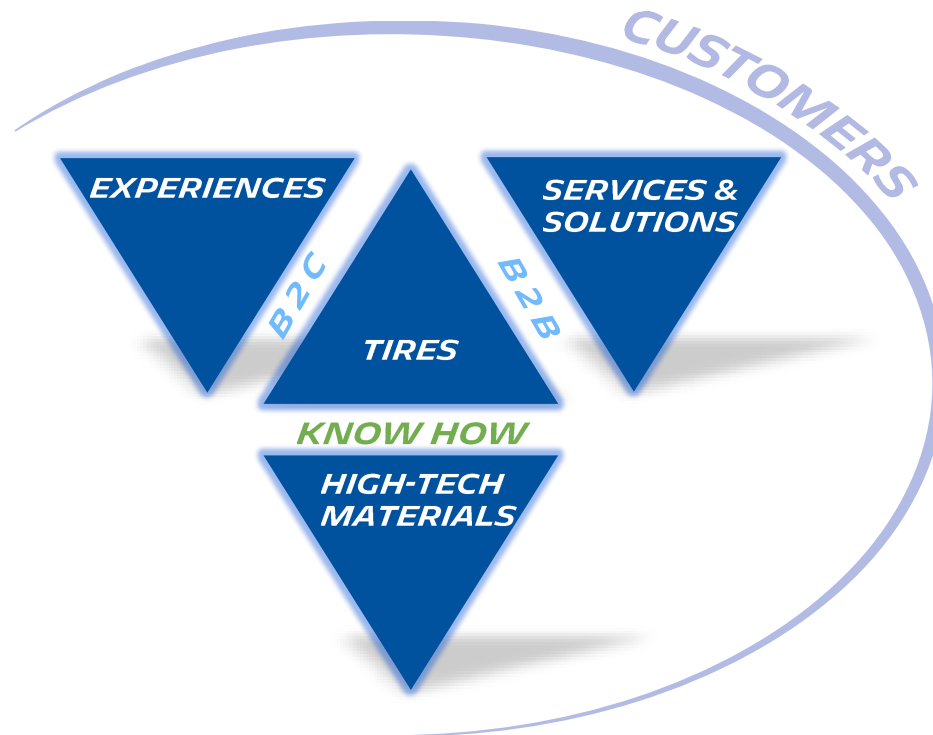 CUSTOMERS
EXPERIENCES
SERVICES &
SOLUTIONS
B2C
B2B
TIRES
KNOW HOW
HIGH-TECH
MATERIALS